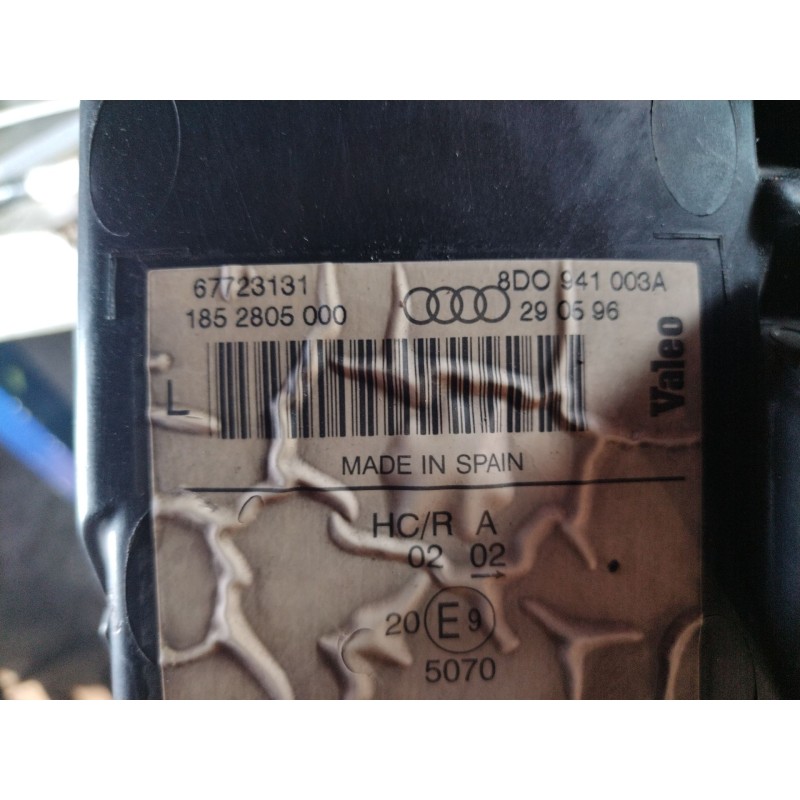 67723131 8DO 941 003A
185 2805 000 29 05 96
Valeo
L
MADE IN SPAIN
HC/R A
02 02
20 E 9
5070